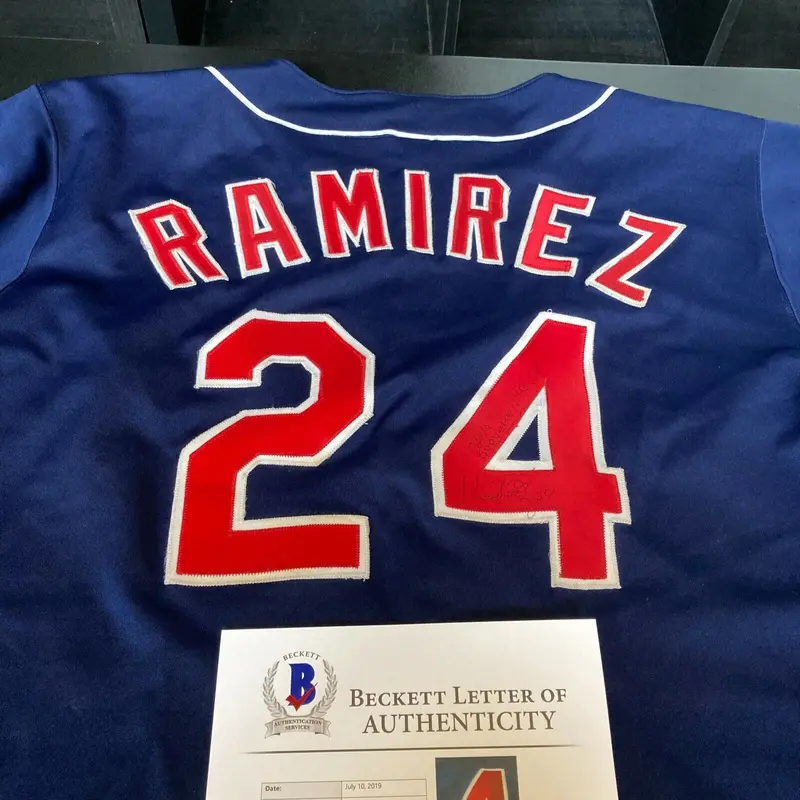 RAMIREZ
24
BECKETT
B
AUTHENTICATION
SERVICES
BECKETT LETTER OF
AUTHENTICITY
Date: July 10, 2019